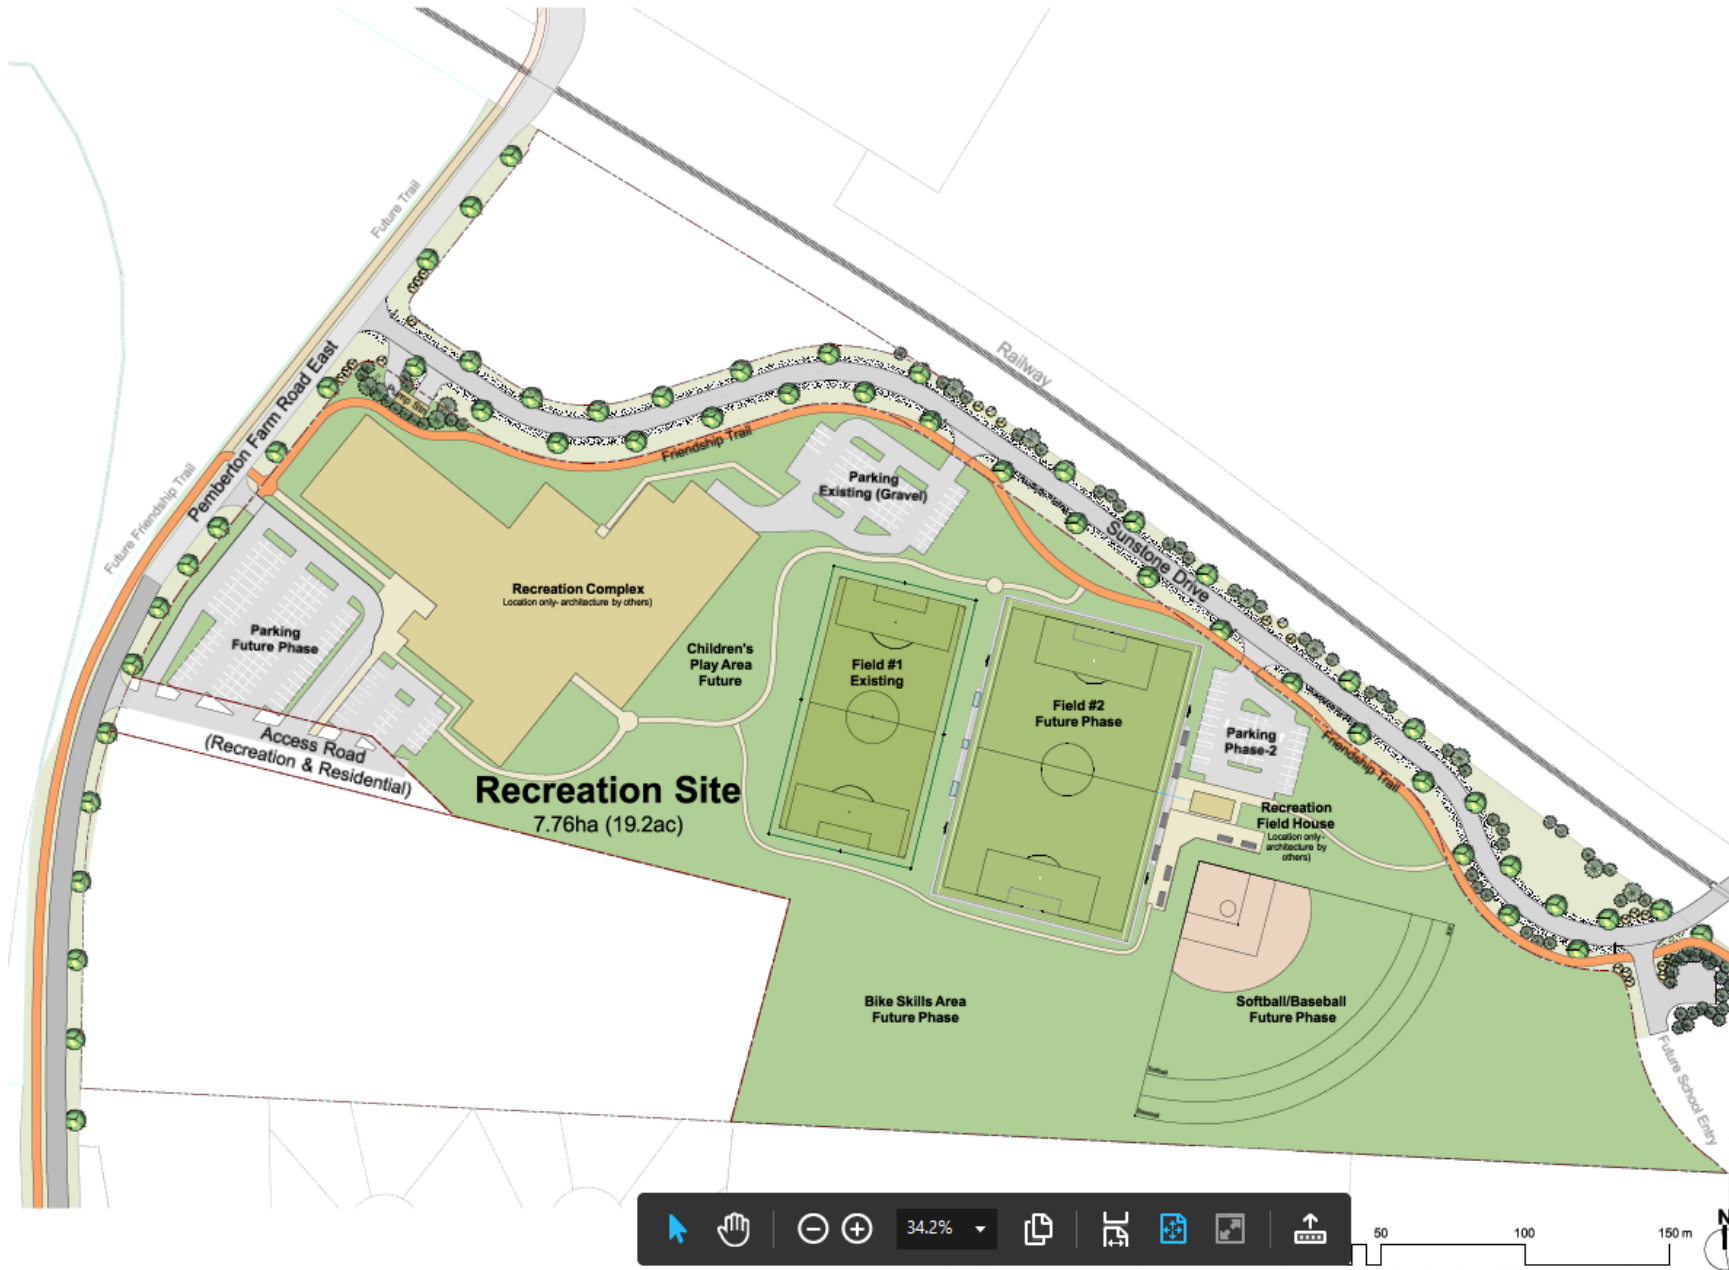 Future Trail
Railway
Pemberton Farm Road East
Pump Stn
Friendship Trail
Future Friendship Trail
Parking
Existing (Gravel)
Sunstone Drive
Recreation Complex
Location only- architecture by others)
Parking
Future Phase
Children's
Play Area
Future
Field #1
Existing
Field #2
Future Phase
Parking
Phase-2
Friendship Trail
Access Road
(Recreation & Residential)
Recreation Site
7.76ha (19.2ac)
Recreation
Field House
Location only-
architecture by
others)
Bike Skills Area
Future Phase
Softball/Baseball
Future Phase
Softball
Baseball
Future School Entry
34.2%
50
100
150 m
N